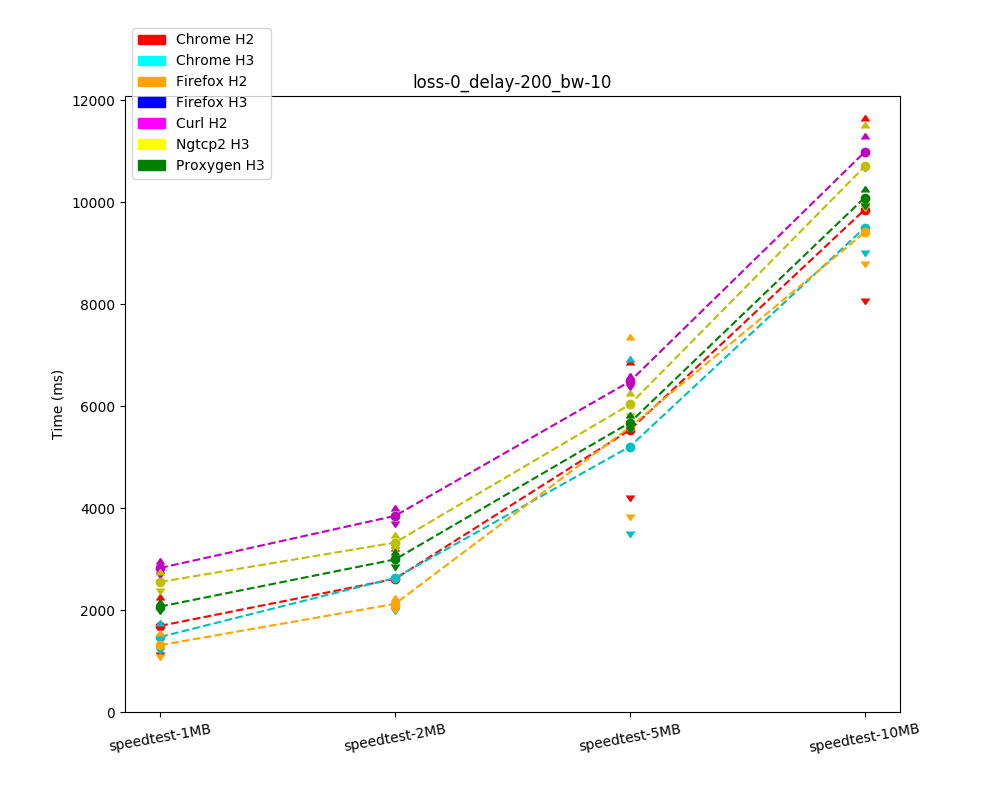 Chrome H2
Chrome H3
Firefox H2
Firefox H3
Curl H2
Ngtcp2 H3
Proxygen H3
loss-0_delay-200_bw-10
12000
10000
8000
6000
4000
2000
0
Time (ms)
speedtest-1MB
speedtest-2MB
speedtest-5MB
speedtest-10MB